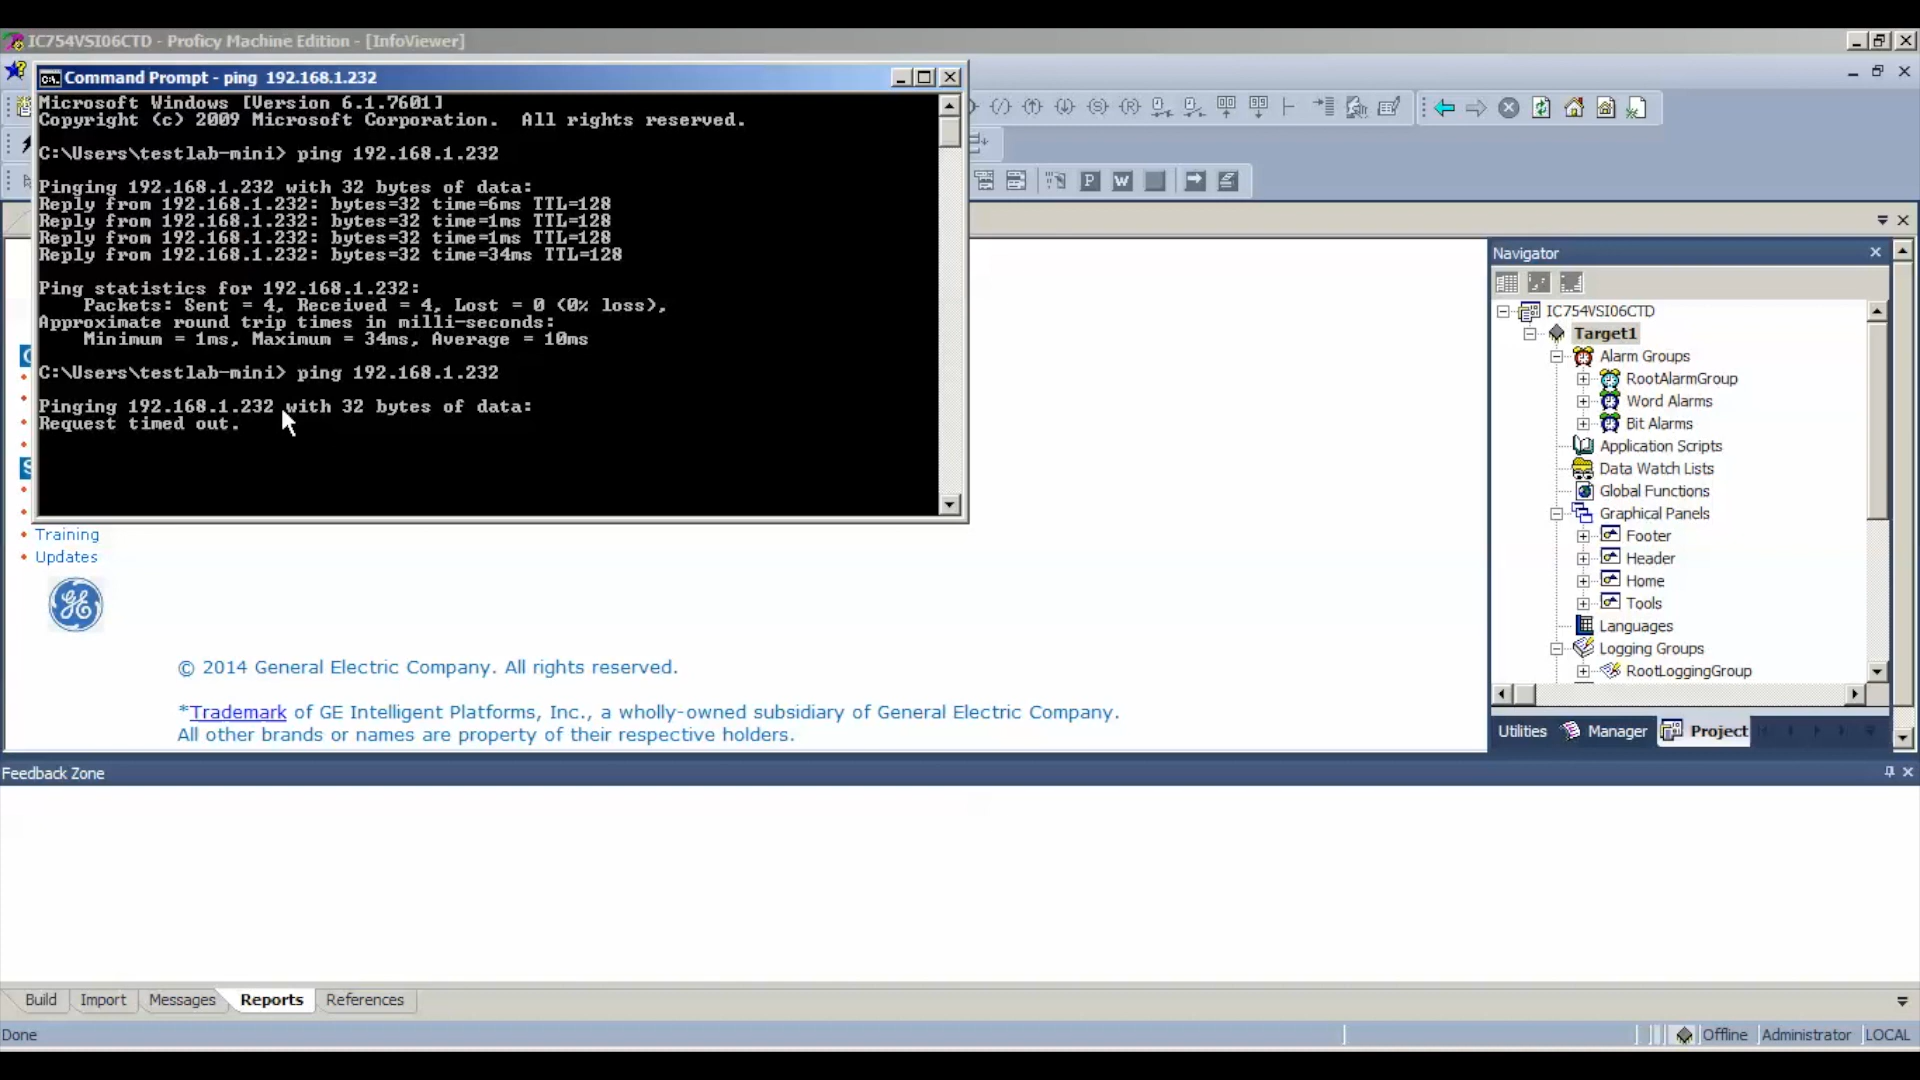 IC754VSI06CTD - Proficy Machine Edition - [InfoViewer]
Command Prompt - ping 192.168.1.232
Microsoft Windows [Version 6.1.7601]
Copyright (c) 2009 Microsoft Corporation. All rights reserved.
C:\Users\testlab-mini> ping 192.168.1.232
Pinging 192.168.1.232 with 32 bytes of data:
Reply from 192.168.1.232: bytes=32 time=6ms TTL=128
Reply from 192.168.1.232: bytes=32 time=1ms TTL=128
Reply from 192.168.1.232: bytes=32 time=1ms TTL=128
Reply from 192.168.1.232: bytes=32 time=34ms TTL=128
Ping statistics for 192.168.1.232:
Packets: Sent = 4, Received = 4, Lost = 0 (0% loss),
Approximate round trip times in milli-seconds:
Minimum = 1ms, Maximum = 34ms, Average = 10ms
C:\Users\testlab-mini> ping 192.168.1.232
Pinging 192.168.1.232 with 32 bytes of data:
Request timed out.
Training
Updates
© 2014 General Electric Company. All rights reserved.
*Trademark of GE Intelligent Platforms, Inc., a wholly-owned subsidiary of General Electric Company.
All other brands or names are property of their respective holders.
Navigator
IC754VSI06CTD
Target1
Alarm Groups
RootAlarmGroup
Word Alarms
Bit Alarms
Application Scripts
Data Watch Lists
Global Functions
Graphical Panels
Footer
Header
Home
Tools
Languages
Logging Groups
RootLoggingGroup
Utilities Manager Project
Feedback Zone
Build Import Messages Reports References
Done Offline Administrator LOCAL